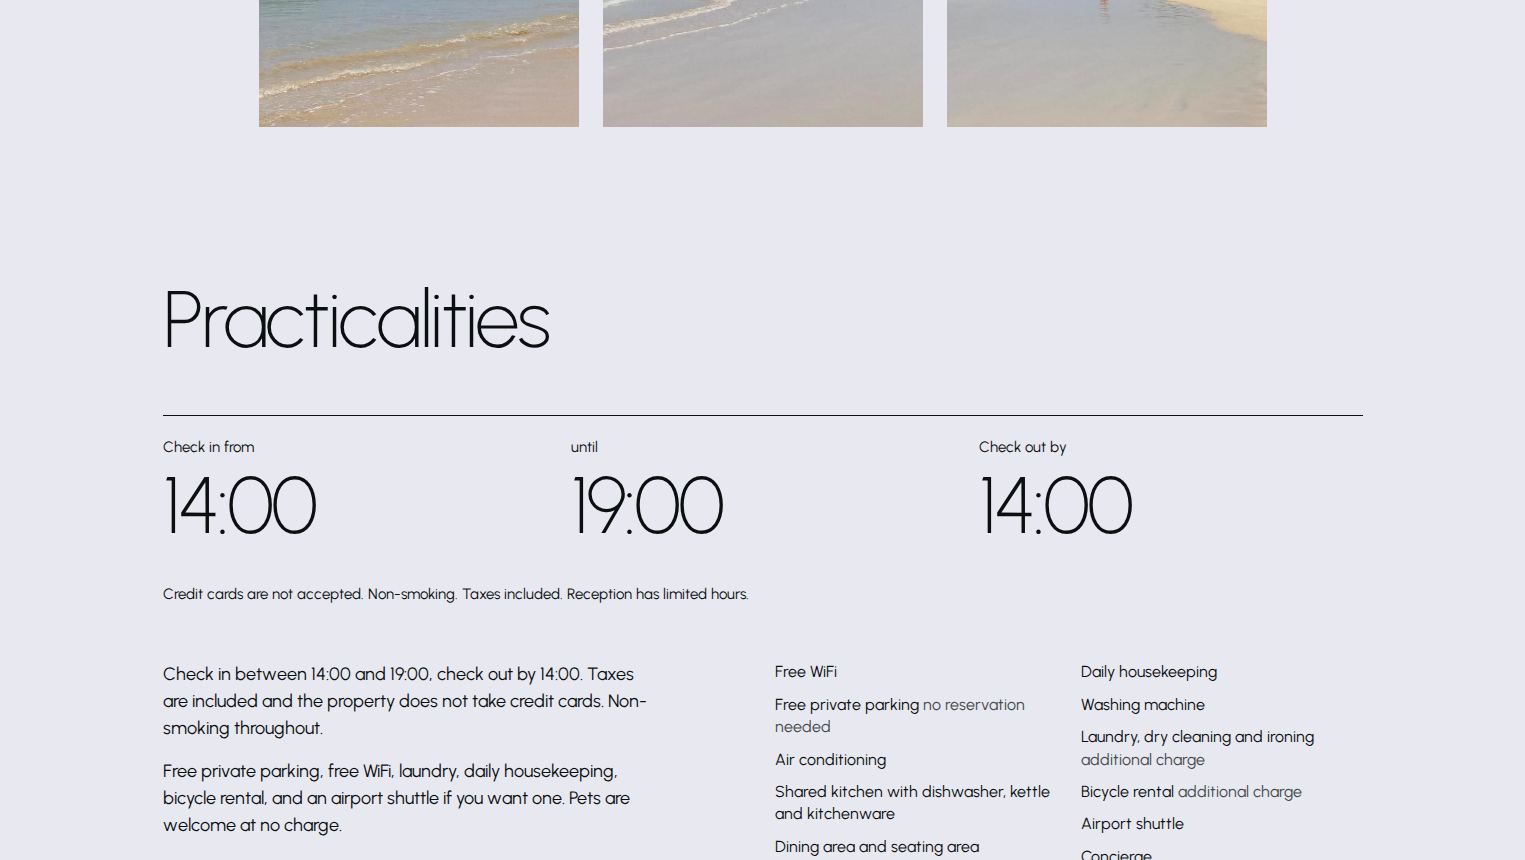 Practicalities
Check in from
14:00
until
19:00
Check out by
14:00
Credit cards are not accepted. Non-smoking. Taxes included. Reception has limited hours.
Check in between 14:00 and 19:00, check out by 14:00. Taxes
are included and the property does not take credit cards. Non-
smoking throughout.
Free private parking, free WiFi, laundry, daily housekeeping,
bicycle rental, and an airport shuttle if you want one. Pets are
welcome at no charge.
Free WiFi
Free private parking no reservation
needed
Air conditioning
Shared kitchen with dishwasher, kettle
and kitchenware
Dining area and seating area
Daily housekeeping
Washing machine
Laundry, dry cleaning and ironing
additional charge
Bicycle rental additional charge
Airport shuttle
Concierge